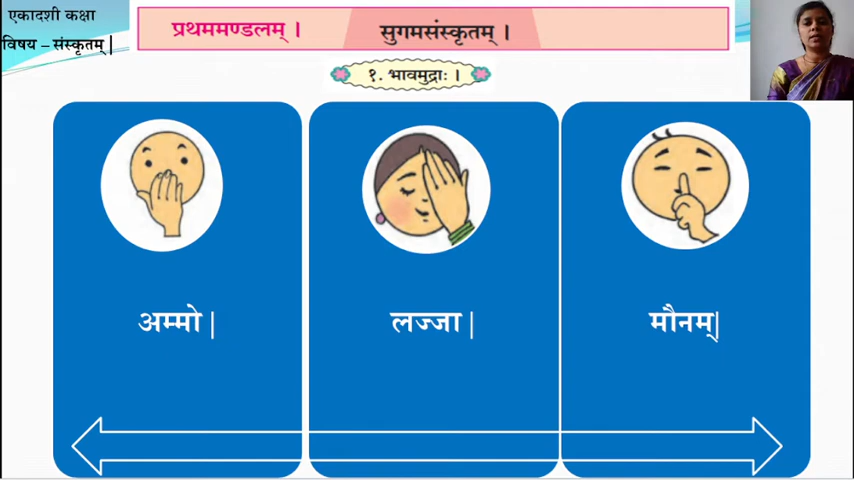 एकादशी कक्षा
विषय – संस्कृतम् |
प्रथममण्डलम् ।
सुगमसंस्कृतम् ।
१. भावमुद्राः ।
अम्मो |
लज्जा |
मौनम्|